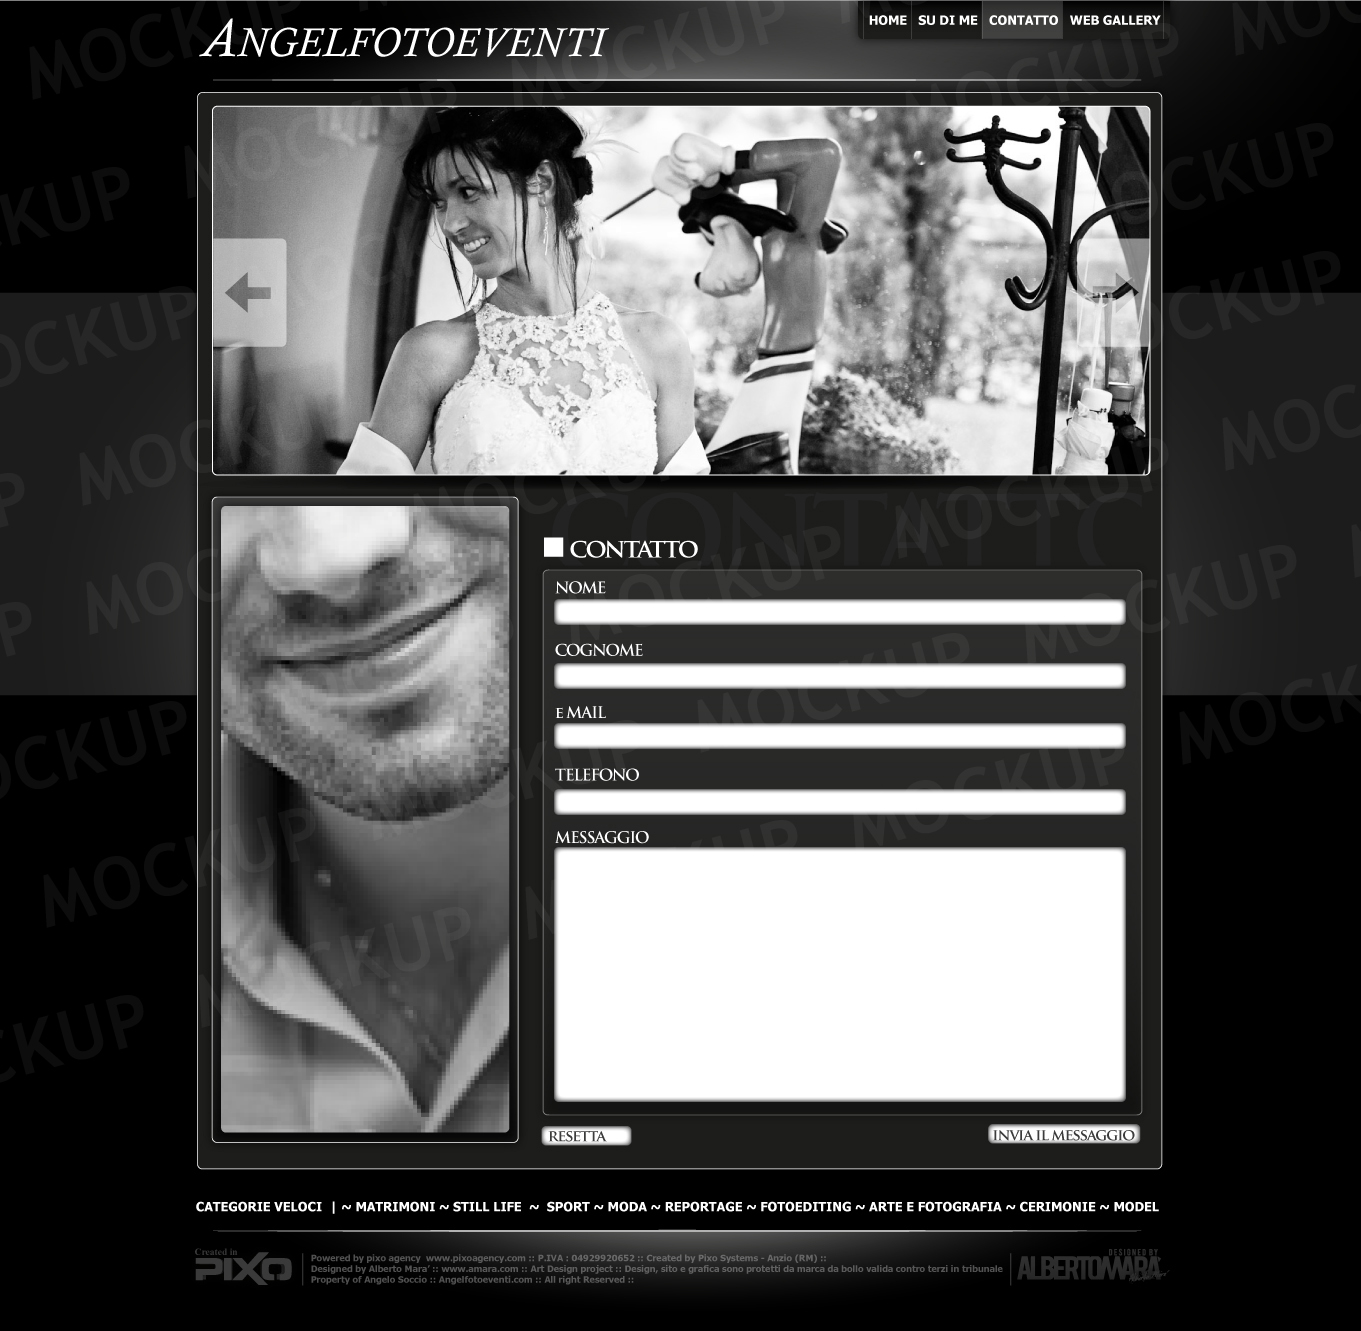 ANGELFOTOEVENTI
HOME SU DI ME CONTATTO WEB GALLERY
CONTATTO
NOME
COGNOME
E MAIL
TELEFONO
MESSAGGIO
RESETTA
INVIA IL MESSAGGIO
CATEGORIE VELOCI | ~ MATRIMONI ~ STILL LIFE ~ SPORT ~ MODA ~ REPORTAGE ~ FOTOEDITING ~ ARTE E FOTOGRAFIA ~ CERIMONIE ~ MODEL
Created in
PIXO
Powered by pixo agency www.pixoagency.com :: P.IVA : 04929920652 :: Created by Pixo Systems - Anzio (RM) ::
Designed by Alberto Mara' :: www.amara.com :: Art Design project :: Design, sito e grafica sono protetti da marca da bollo valida contro terzi in tribunale
Property of Angelo Soccio :: Angelfotoeventi.com :: All right Reserved ::
DESIGNED BY
ALBERTOMARA'
MOCKUP